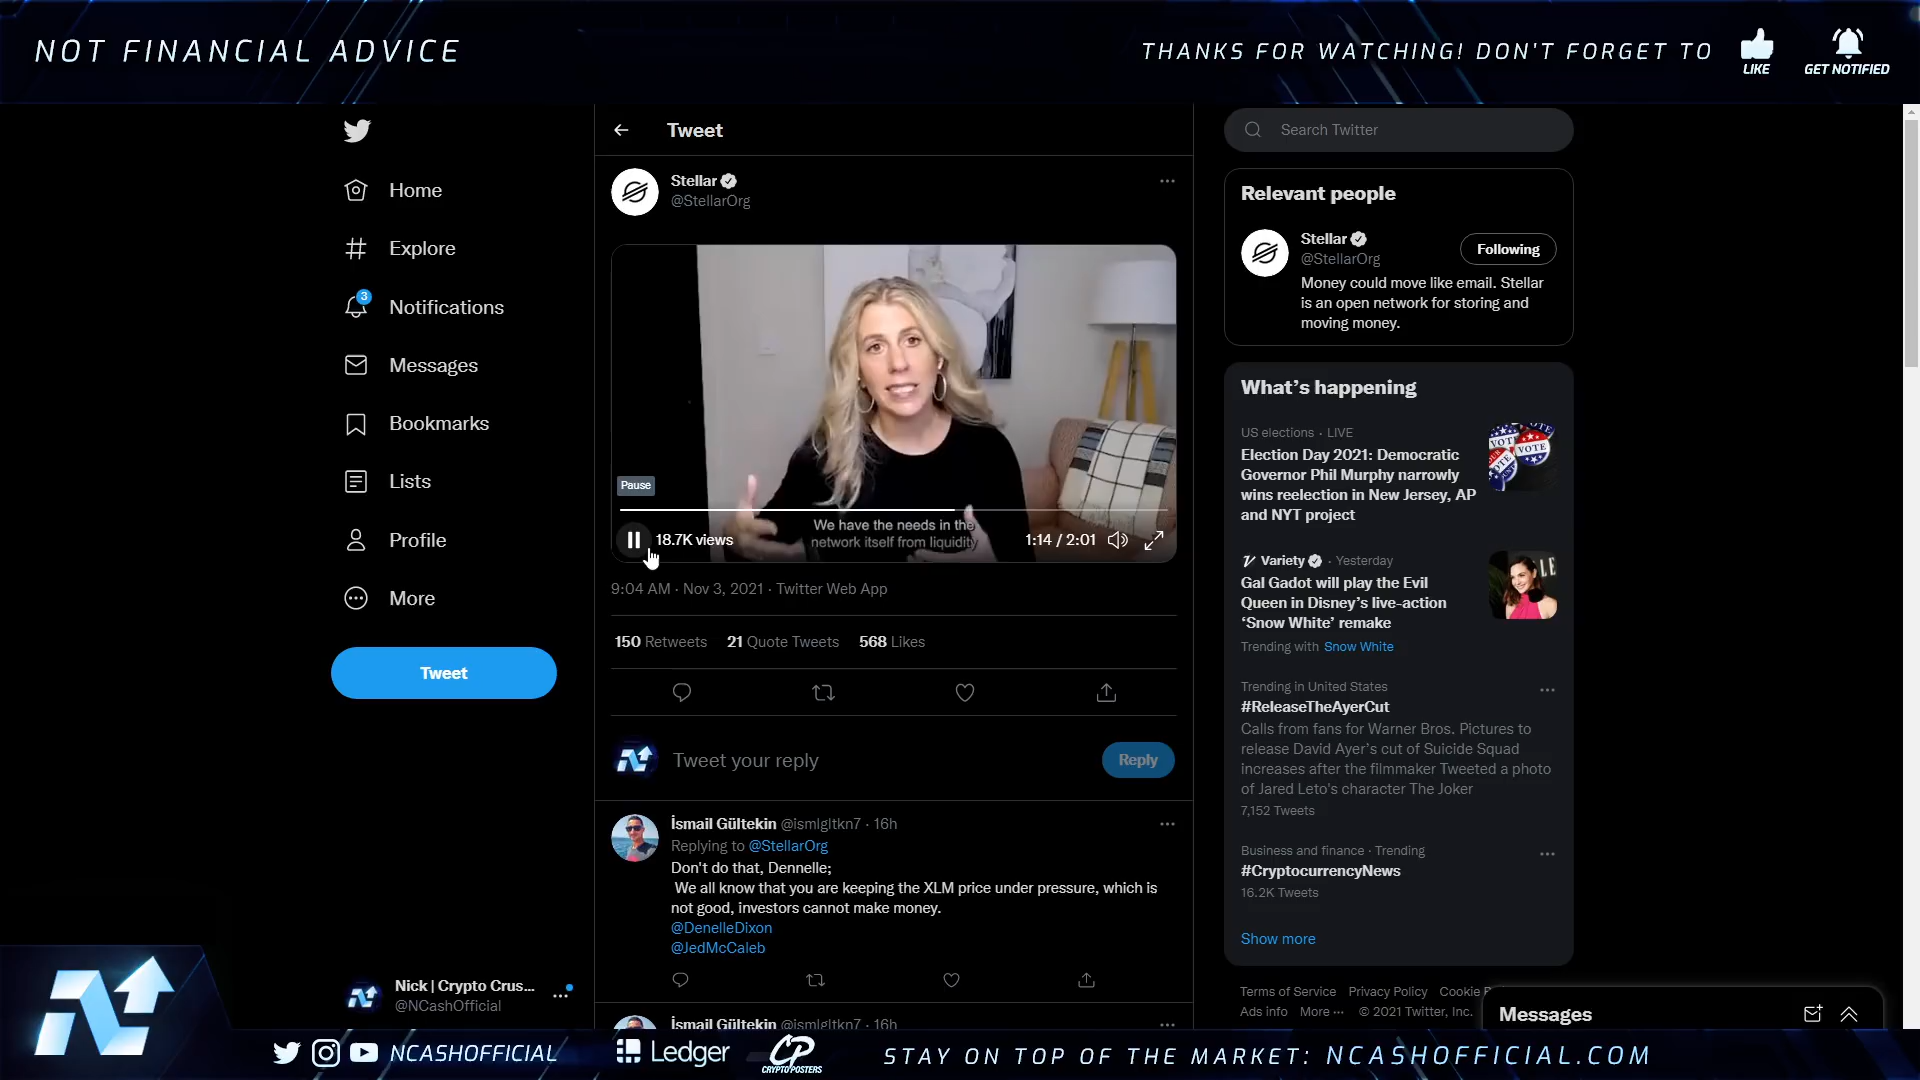 NOT FINANCIAL ADVICE
THANKS FOR WATCHING! DON'T FORGET TO
LIKE
GET NOTIFIED
Home
Explore
3
Notifications
Messages
Bookmarks
Lists
Profile
More
Tweet
Nick | Crypto Crus...
@NCashOfficial
Tweet
Stellar
@StellarOrg
Pause
We have the needs in the
network itself from liquidity
18.7K views
1:14 / 2:01
9:04 AM · Nov 3, 2021 · Twitter Web App
150 Retweets 21 Quote Tweets 568 Likes
Tweet your reply
Reply
İsmail Gültekin @ismlgltkn7 · 16h
Replying to @StellarOrg
Don't do that, Dennelle;
We all know that you are keeping the XLM price under pressure, which is
not good, investors cannot make money.
@DenelleDixon
@JedMcCaleb
İsmail Gültekin @ismlgltkn7 · 16h
Search Twitter
Relevant people
Stellar
@StellarOrg
Following
Money could move like email. Stellar
is an open network for storing and
moving money.
What's happening
US elections · LIVE
Election Day 2021: Democratic
Governor Phil Murphy narrowly
wins reelection in New Jersey, AP
and NYT project
VOTE
Variety · Yesterday
Gal Gadot will play the Evil
Queen in Disney's live-action
'Snow White' remake
Trending with Snow White
Trending in United States
#ReleaseTheAyerCut
Calls from fans for Warner Bros. Pictures to
release David Ayer's cut of Suicide Squad
increases after the filmmaker Tweeted a photo
of Jared Leto's character The Joker
7,152 Tweets
Business and finance · Trending
#CryptocurrencyNews
16.2K Tweets
Show more
Terms of Service Privacy Policy Cookie
Ads info More ··· © 2021 Twitter, Inc.
Messages
NCASHOFFICIAL
Ledger
CP
CRYPTOPOSTERS
STAY ON TOP OF THE MARKET: NCASHOFFICIAL.COM